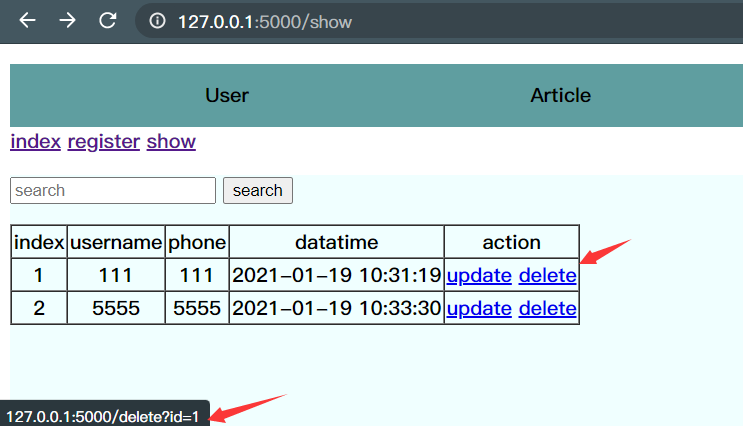 127.0.0.1:5000/show
User Article
index register show
search search
index username phone datatime action
1 111 111 2021-01-19 10:31:19 update delete
2 5555 5555 2021-01-19 10:33:30 update delete
127.0.0.1:5000/delete?id=1